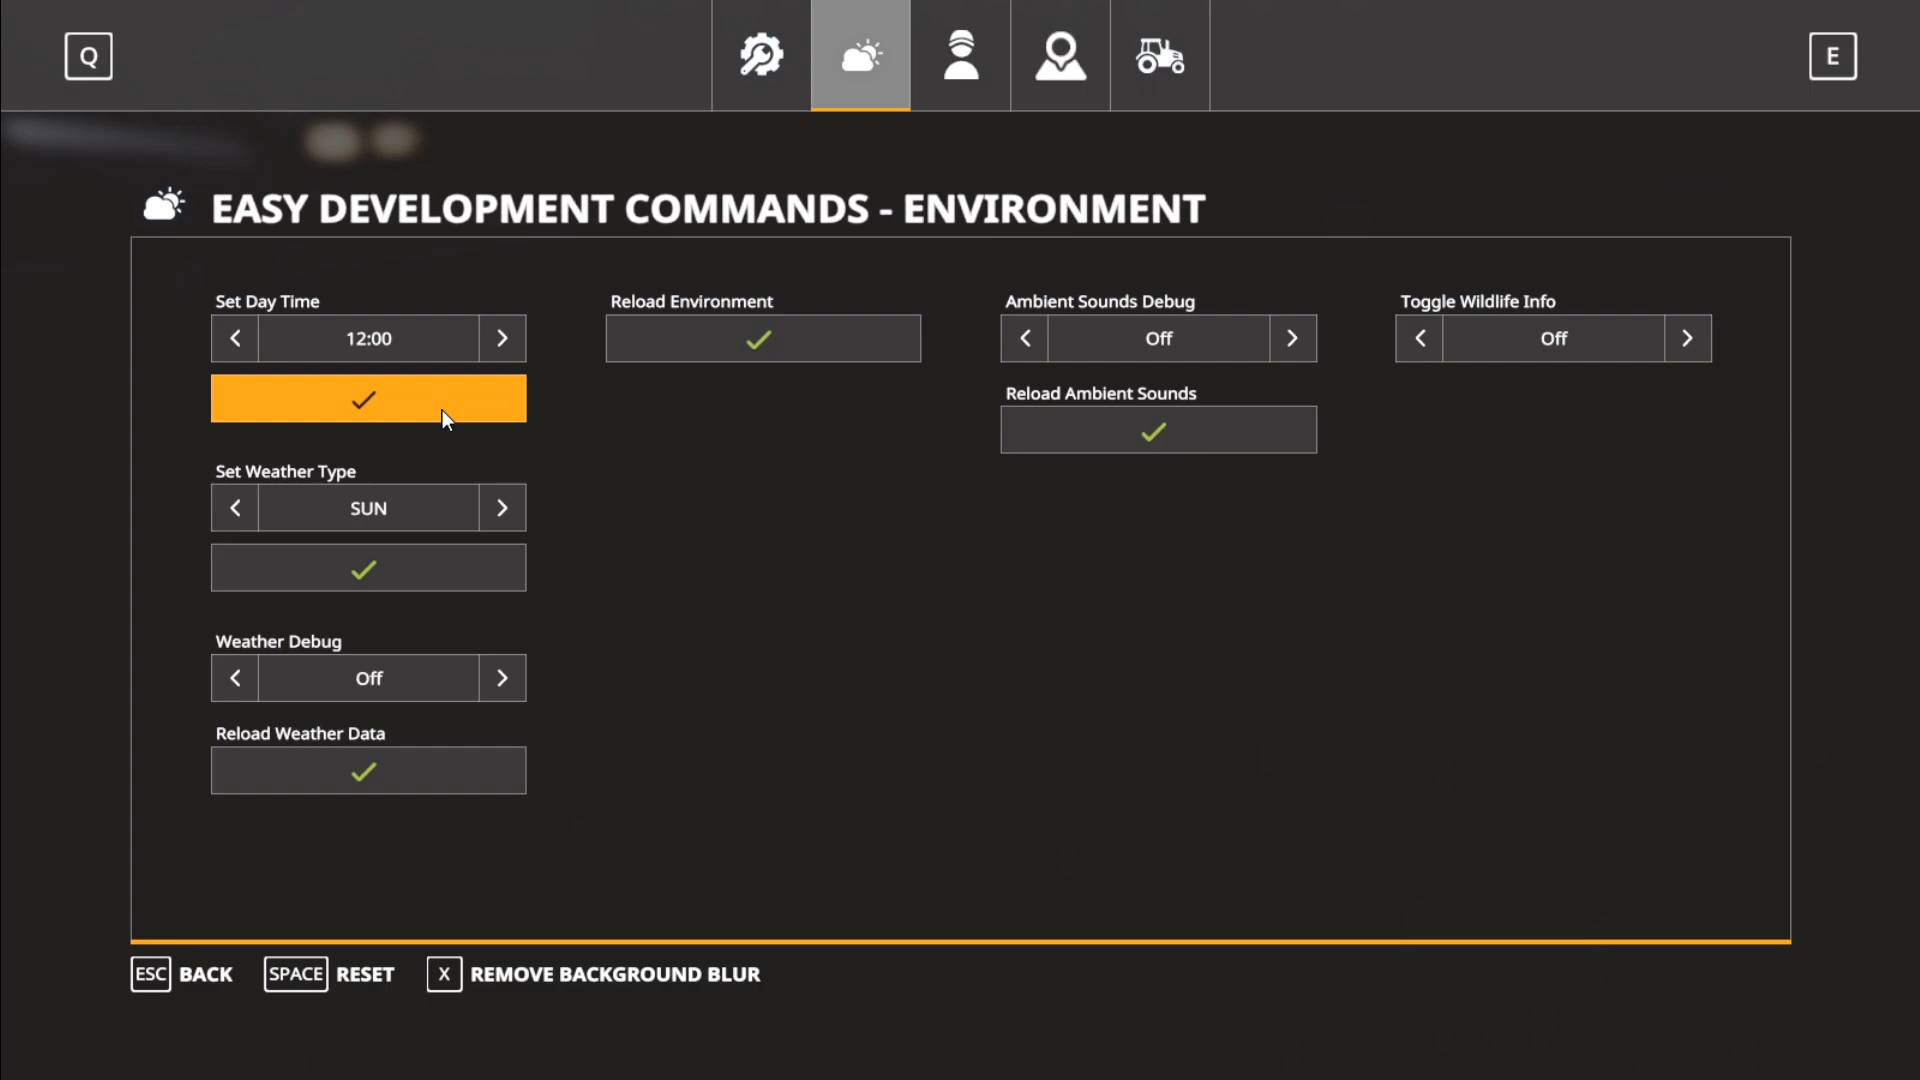 Q
E
EASY DEVELOPMENT COMMANDS - ENVIRONMENT
Set Day Time
12:00
Set Weather Type
SUN
Weather Debug
Off
Reload Weather Data
Reload Environment
Ambient Sounds Debug
Off
Reload Ambient Sounds
Toggle Wildlife Info
Off
ESC BACK SPACE RESET X REMOVE BACKGROUND BLUR